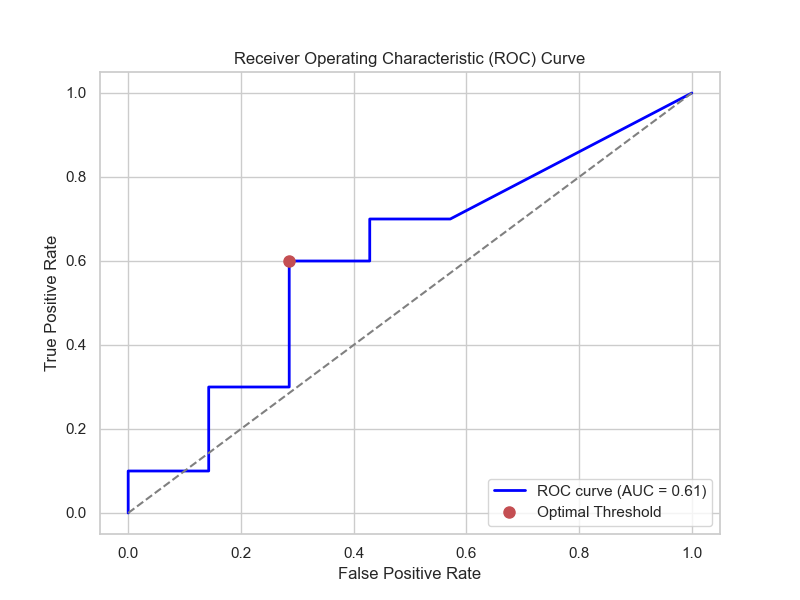 Receiver Operating Characteristic (ROC) Curve
1.0
0.8
0.6
0.4
0.2
0.0
True Positive Rate
ROC curve (AUC = 0.61)
Optimal Threshold
0.0 0.2 0.4 0.6 0.8 1.0
False Positive Rate